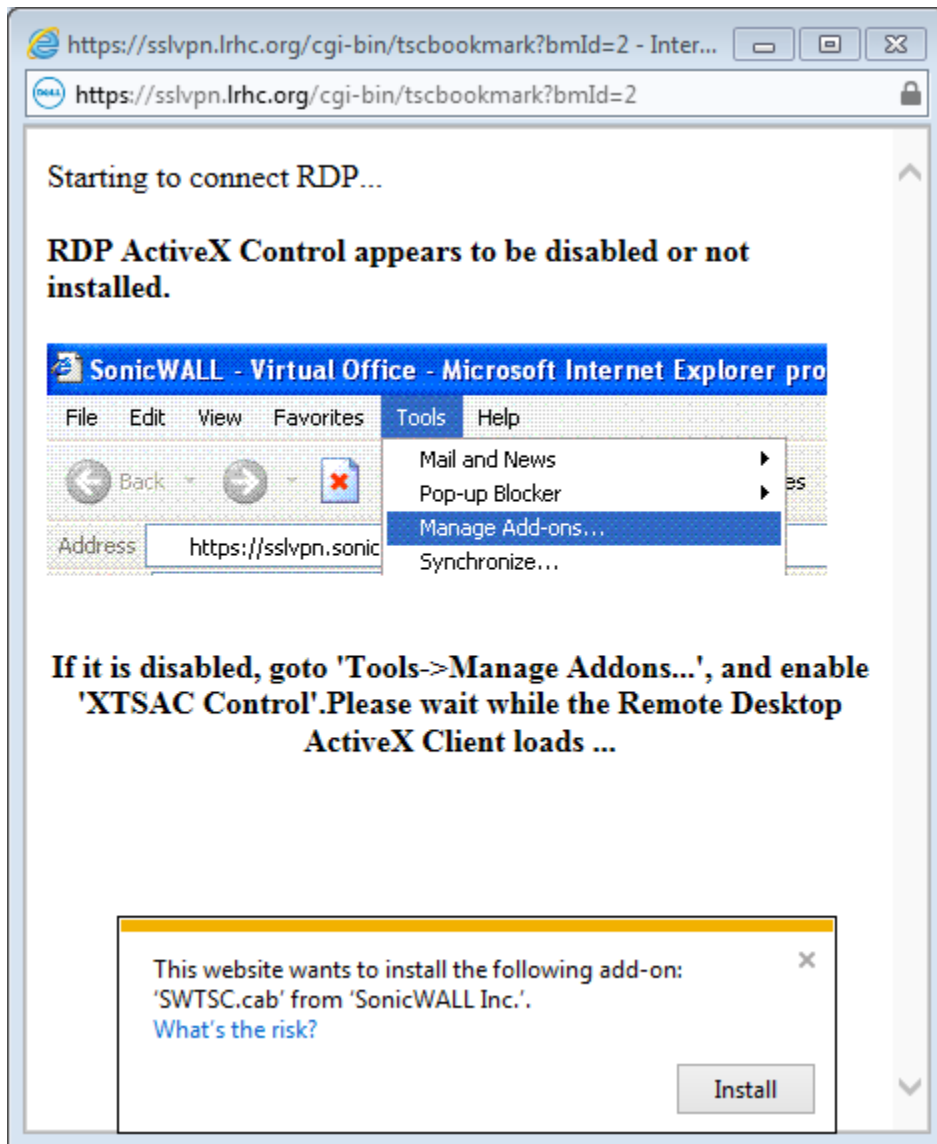 https://sslvpn.lrhc.org/cgi-bin/tscbookmark?bmId=2 - Inter...
DELL https://sslvpn.lrhc.org/cgi-bin/tscbookmark?bmId=2
Starting to connect RDP...
RDP ActiveX Control appears to be disabled or not
installed.
SonicWALL - Virtual Office - Microsoft Internet Explorer pro
File Edit View Favorites Tools Help
Mail and News
Back Pop-up Blocker es
Manage Add-ons...
Address https://sslvpn.sonic
Synchronize...
If it is disabled, goto 'Tools->Manage Addons...', and enable
'XTSAC Control'.Please wait while the Remote Desktop
ActiveX Client loads ...
This website wants to install the following add-on:
'SWTSC.cab' from 'SonicWALL Inc.'.
What's the risk?
Install